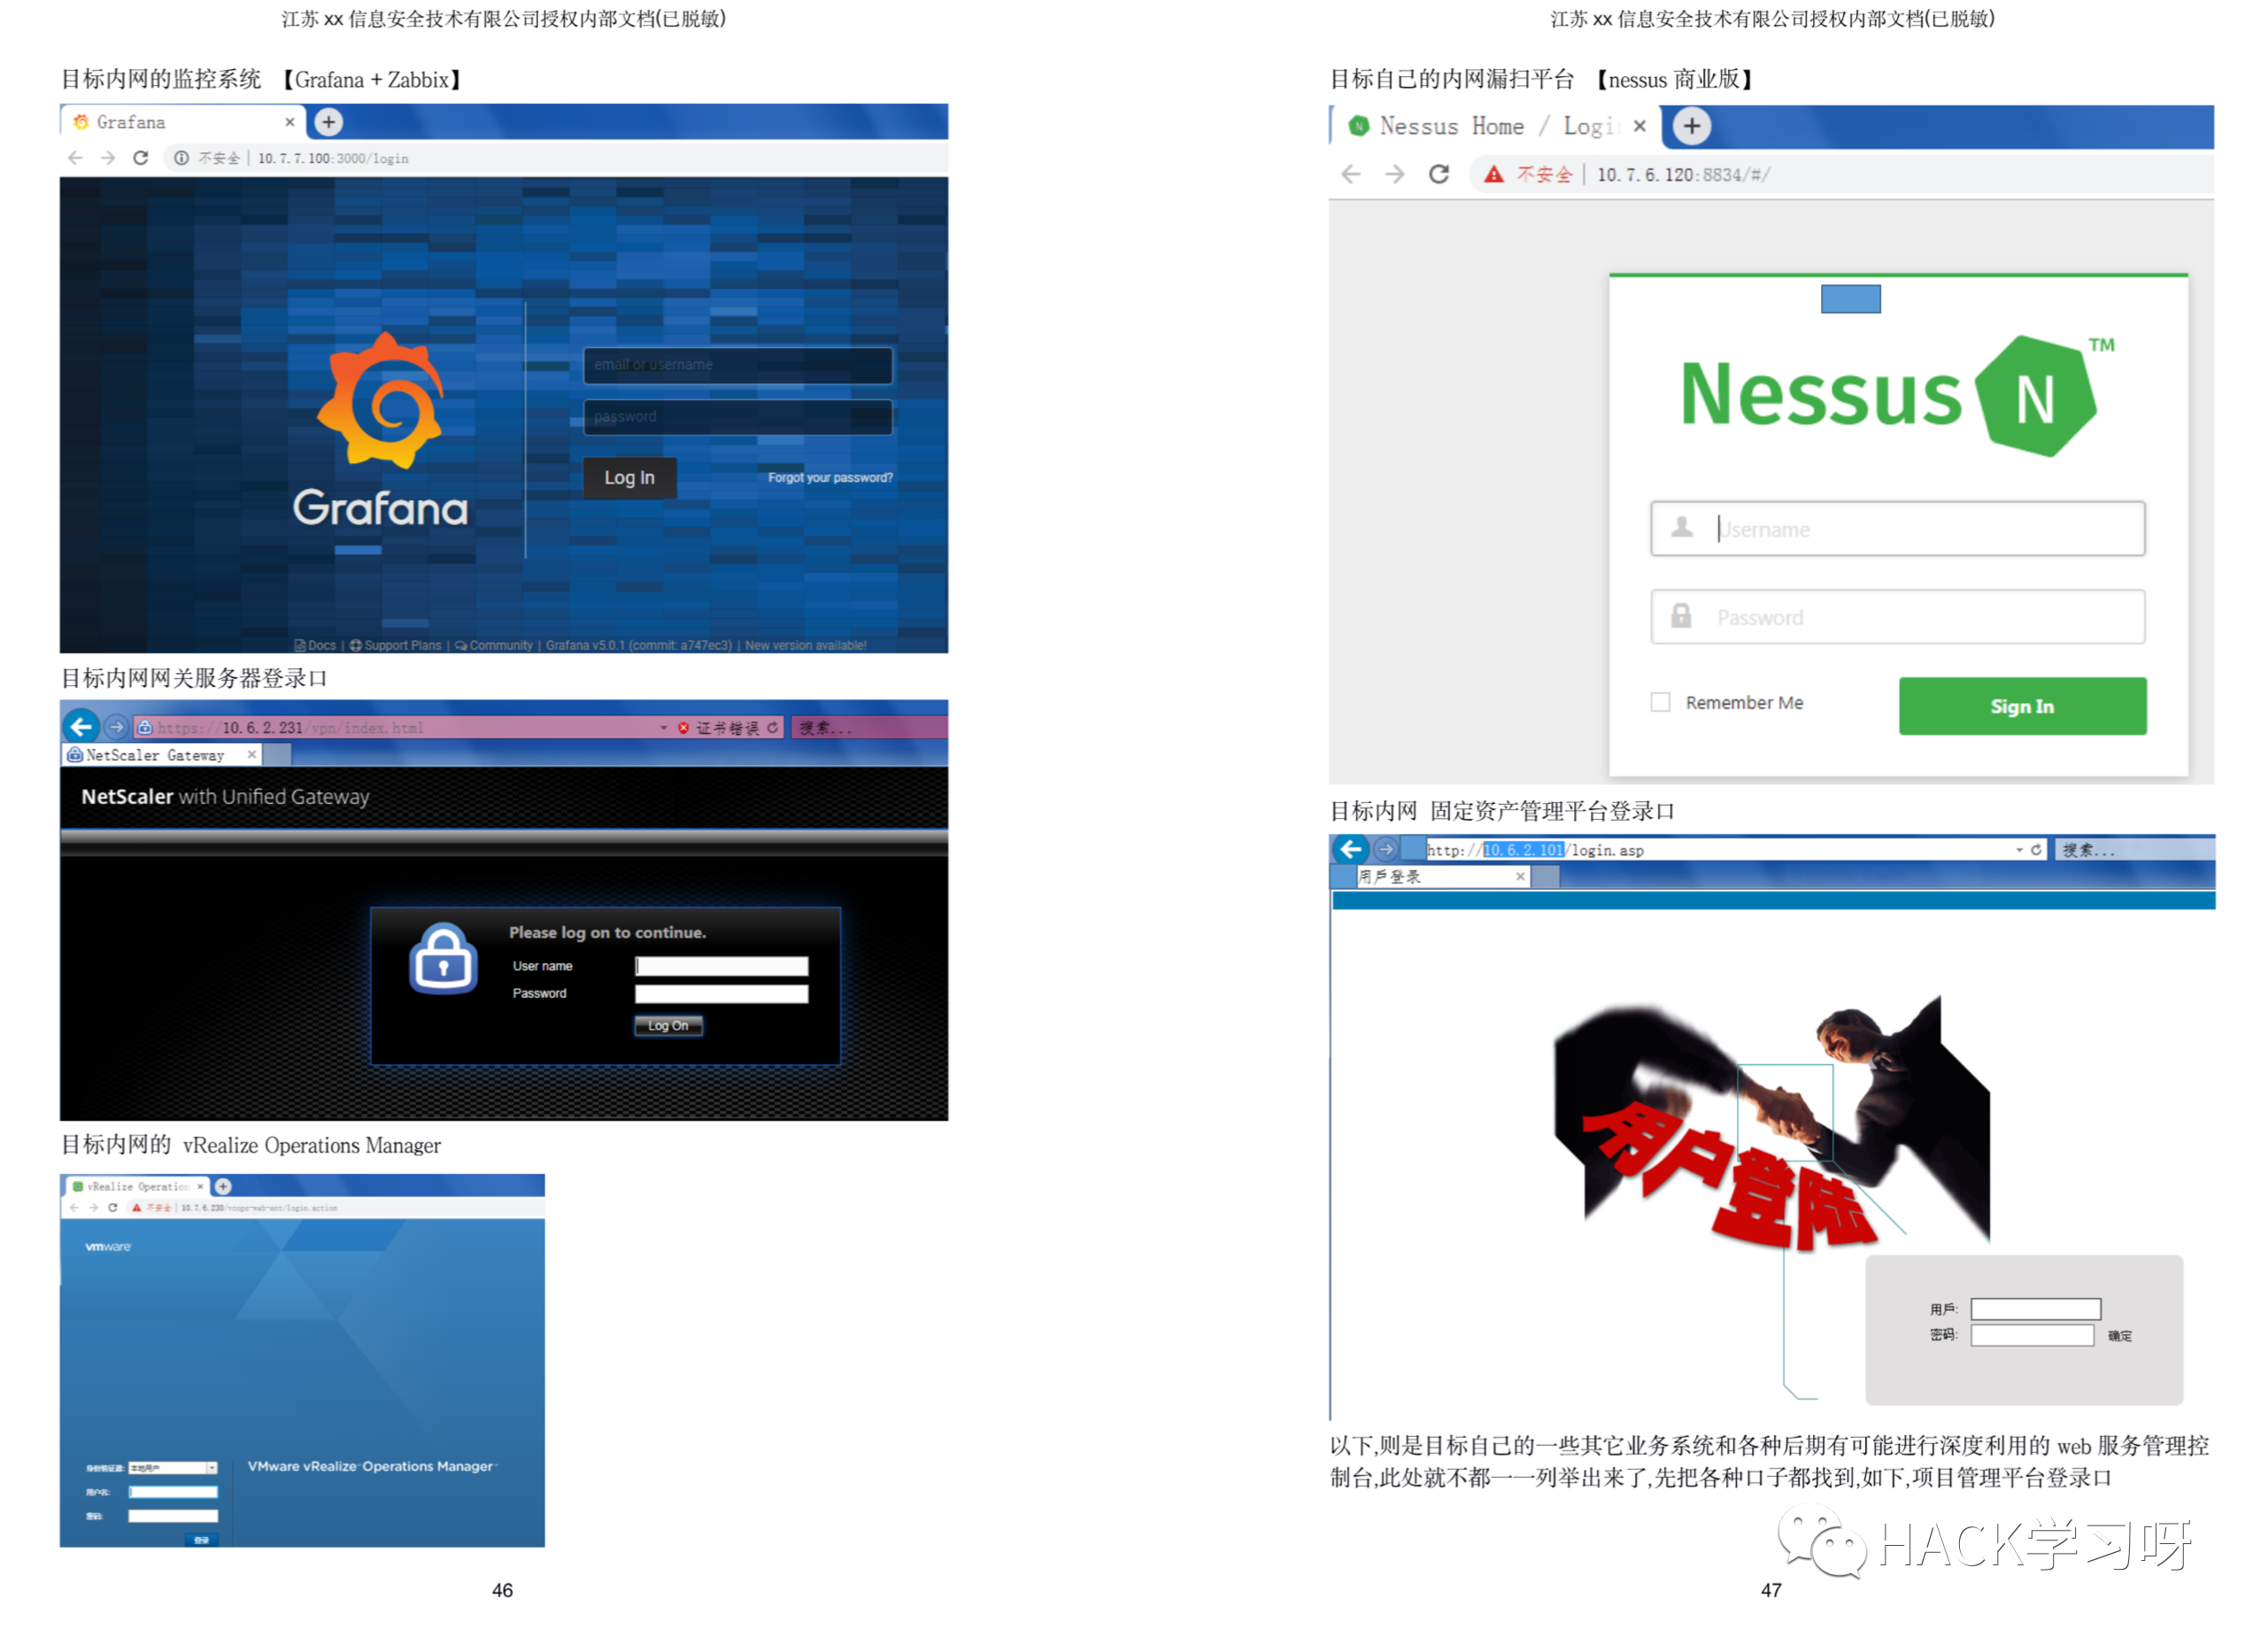 江苏 xx 信息安全技术有限公司授权内部文档(已脱敏)
目标内网的监控系统 【Grafana + Zabbix】
Grafana
不安全 | 10.7.7.100:3000/login
email or username
password
Log In
Forgot your password?
Grafana
Docs | Support Plans | Community | Grafana v5.0.1 (commit: a747ec3) | New version available!
目标内网网关服务器登录口
https://10.6.2.231/vpn/index.html
证书错误
搜索...
NetScaler Gateway
NetScaler with Unified Gateway
Please log on to continue.
User name
Password
Log On
目标内网的 vRealize Operations Manager
vRealize Operation
不安全 | 10.7.6.230/vcops-web-ent/login.action
vmware
身份验证源: 本地用户
VMware vRealize Operations Manager
用户名:
密码:
登录
46
江苏 xx 信息安全技术有限公司授权内部文档(已脱敏)
目标自己的内网漏扫平台 【nessus 商业版】
Nessus Home / Login
不安全 | 10.7.6.120:8834/#/
Nessus N TM
Username
Password
Remember Me
Sign In
目标内网 固定资产管理平台登录口
http://10.6.2.101/login.asp
搜索...
用户登录
用户登陆
用户:
密码:
确定
以下,则是目标自己的一些其它业务系统和各种后期有可能进行深度利用的 web 服务管理控
制台,此处就不都一一列举出来了,先把各种口子都找到,如下,项目管理平台登录口
HACK学习呀
47